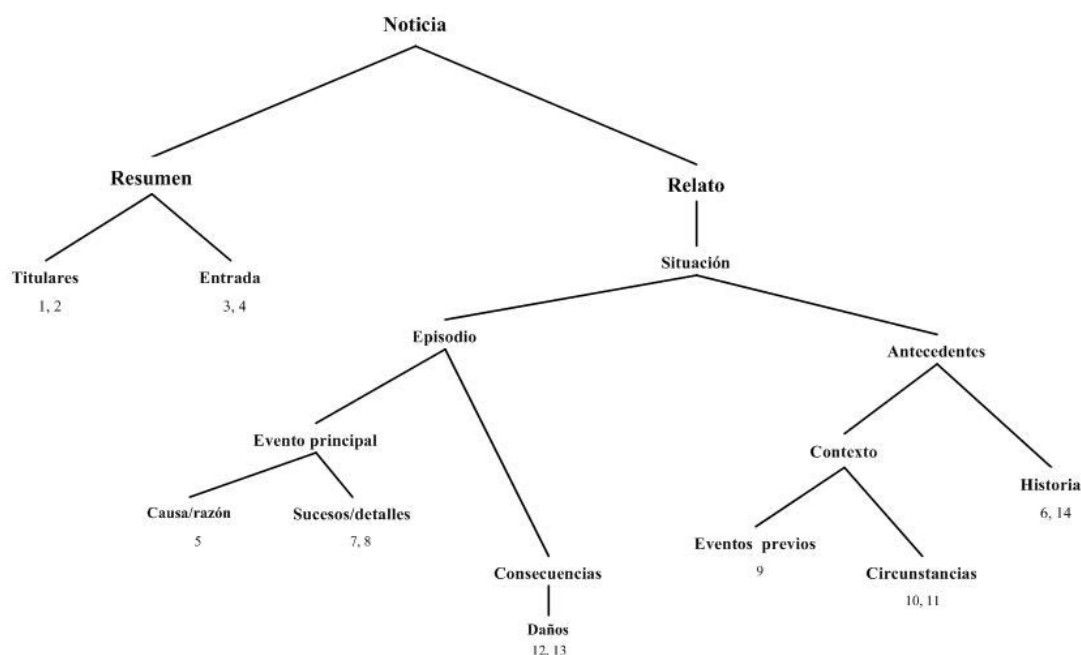 Noticia
Resumen
Relato
Titulares
1, 2
Entrada
3, 4
Situación
Episodio
Antecedentes
Evento principal
Contexto
Causa/razón
5
Sucesos/detalles
7, 8
Historia
6, 14
Eventos previos
9
Consecuencias
Circunstancias
10, 11
Daños
12, 13